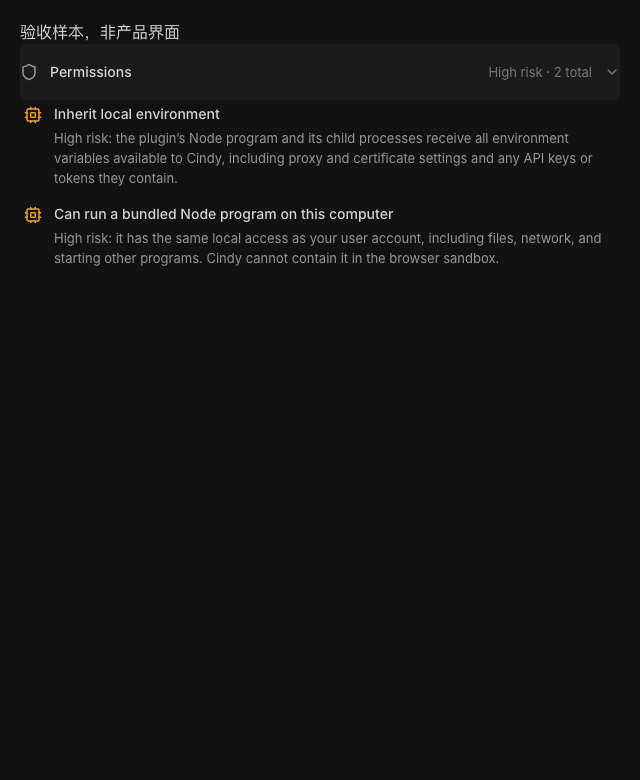 验收样本，非产品界面
Permissions
High risk · 2 total
Inherit local environment
High risk: the plugin’s Node program and its child processes receive all environment
variables available to Cindy, including proxy and certificate settings and any API keys or
tokens they contain.
Can run a bundled Node program on this computer
High risk: it has the same local access as your user account, including files, network, and
starting other programs. Cindy cannot contain it in the browser sandbox.